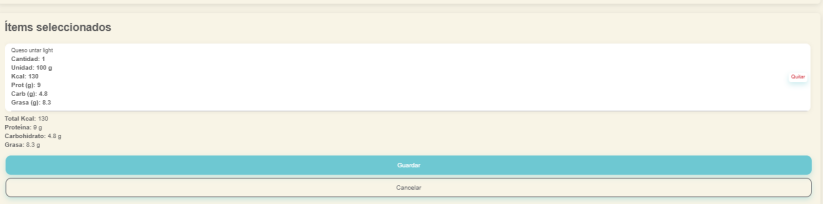 Ítems seleccionados
Queso untar light
Cantidad: 1
Unidad: 100 g
Kcal: 130
Prot (g): 9
Carb (g): 4.8
Grasa (g): 8.3
Quitar
Total Kcal: 130
Proteína: 9 g
Carbohidrato: 4.8 g
Grasa: 8.3 g
Guardar
Cancelar